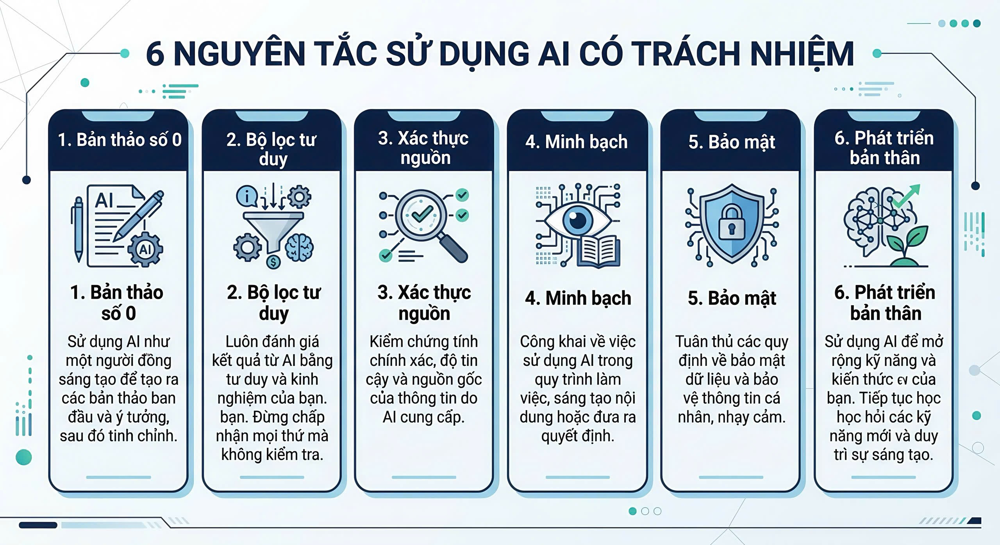 6 NGUYÊN TẮC SỬ DỤNG AI CÓ TRÁCH NHIỆM
1. Bản thảo số 0
AI
AI
1. Bản thảo
số 0
Sử dụng AI như
một người đồng
sáng tạo để tạo ra
các bản thảo ban
đầu và ý tưởng,
sau đó tinh chỉnh.
2. Bộ lọc tư
duy
i
$
2. Bộ lọc tư
duy
Luôn đánh giá
kết quả từ AI bằng
tư duy và kinh
nghiệm của bạn.
bạn. Đừng chấp
nhận mọi thứ mà
không kiểm tra.
3. Xác thực
nguồn
3. Xác thực
nguồn
Kiểm chứng tính
chính xác, độ tin
cậy và nguồn gốc
của thông tin do
AI cung cấp.
4. Minh bạch
4. Minh bạch
Công khai về việc
sử dụng AI trong
quy trình làm
việc, sáng tạo nội
dung hoặc đưa ra
quyết định.
5. Bảo mật
5. Bảo mật
Tuân thủ các quy
định về bảo mật
dữ liệu và bảo
vệ thông tin cá
nhân, nhạy cảm.
6. Phát triển
bản thân
6. Phát triển
bản thân
Sử dụng AI để mở
rộng kỹ năng và
kiến thức của
bạn. Tiếp tục học
học hỏi các kỹ
năng mới và duy
trì sự sáng tạo.